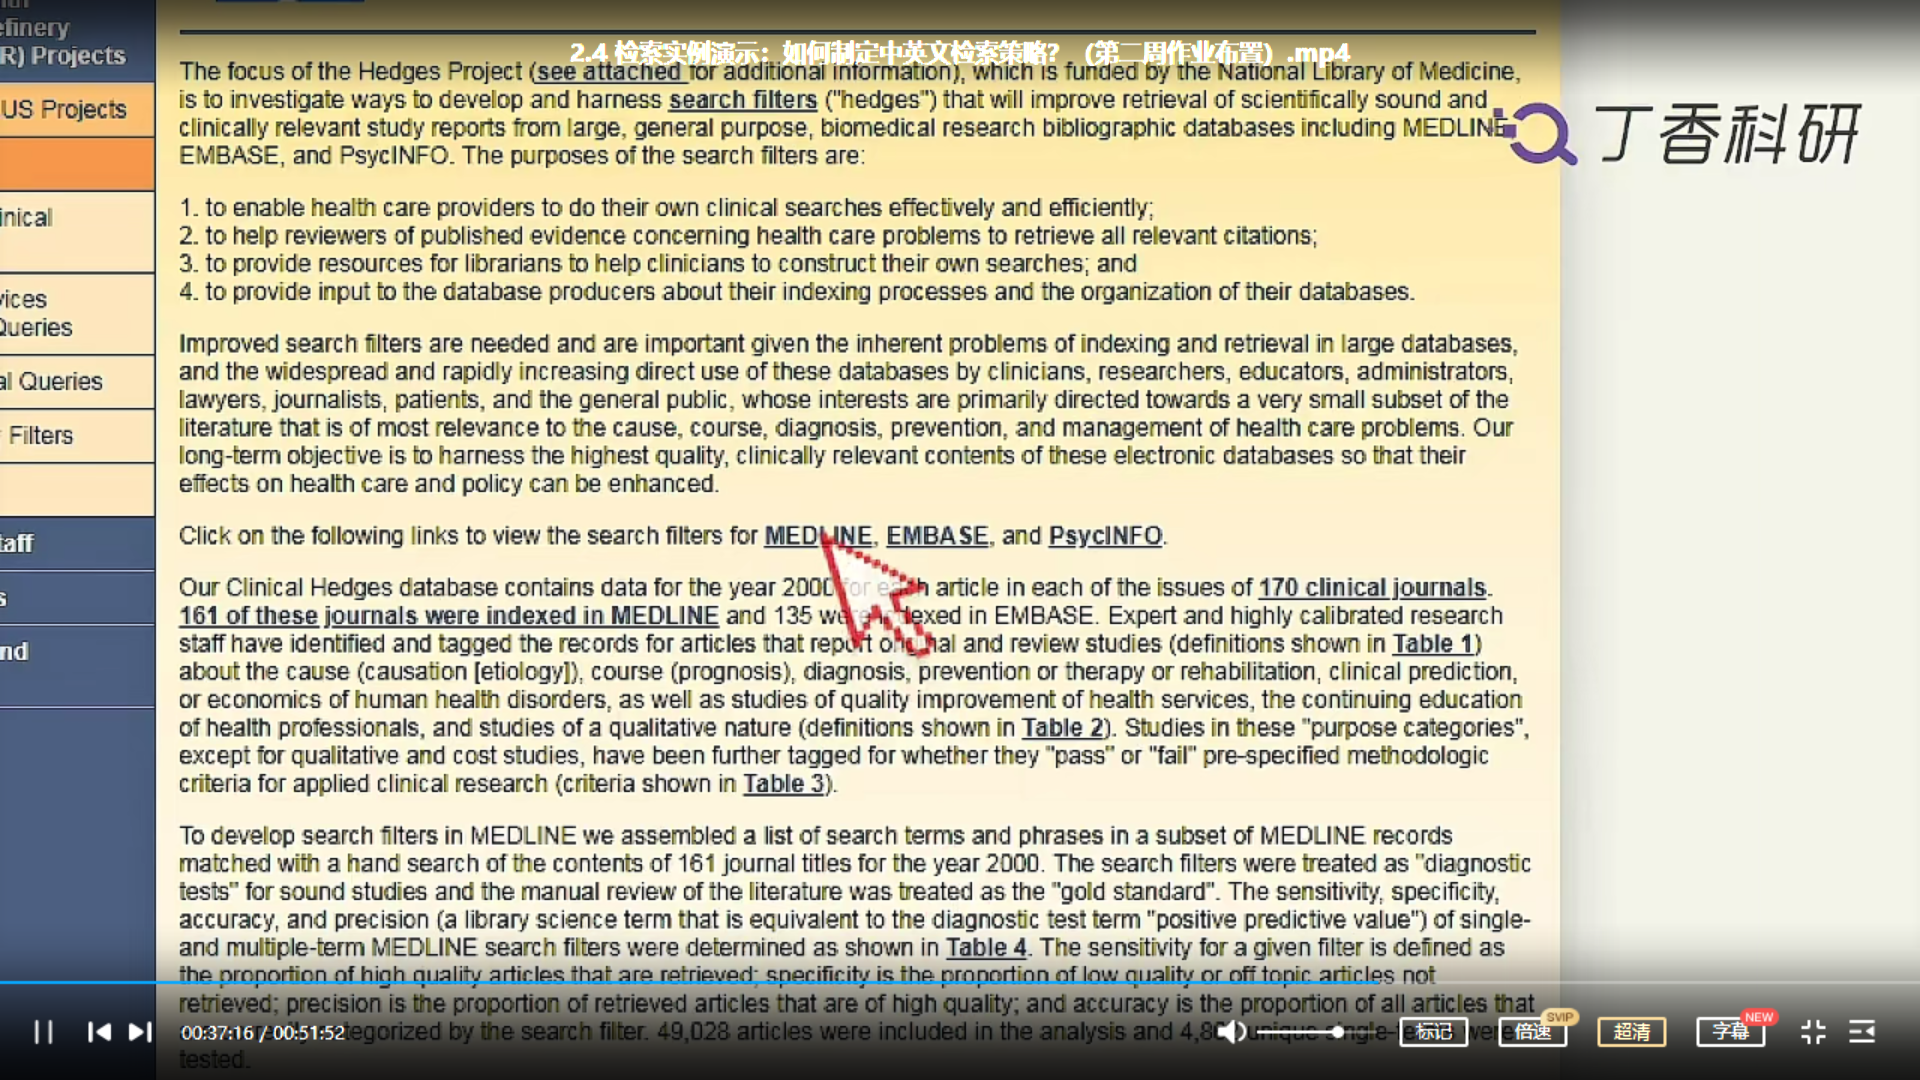 efinery
R) Projects
US Projects
inical
vices
Queries
al Queries
Filters
taff
s
nd
2.4 检索实例演示：如何制定中英文检索策略？（第二周作业布置）.mp4
The focus of the Hedges Project (see attached for additional information), which is funded by the National Library of Medicine,
is to investigate ways to develop and harness search filters ("hedges") that will improve retrieval of scientifically sound and
clinically relevant study reports from large, general purpose, biomedical research bibliographic databases including MEDLINE,
EMBASE, and PsycINFO. The purposes of the search filters are:
丁香科研
1. to enable health care providers to do their own clinical searches effectively and efficiently;
2. to help reviewers of published evidence concerning health care problems to retrieve all relevant citations;
3. to provide resources for librarians to help clinicians to construct their own searches; and
4. to provide input to the database producers about their indexing processes and the organization of their databases.
Improved search filters are needed and are important given the inherent problems of indexing and retrieval in large databases,
and the widespread and rapidly increasing direct use of these databases by clinicians, researchers, educators, administrators,
lawyers, journalists, patients, and the general public, whose interests are primarily directed towards a very small subset of the
literature that is of most relevance to the cause, course, diagnosis, prevention, and management of health care problems. Our
long-term objective is to harness the highest quality, clinically relevant contents of these electronic databases so that their
effects on health care and policy can be enhanced.
Click on the following links to view the search filters for MEDLINE, EMBASE, and PsycINFO.
Our Clinical Hedges database contains data for the year 2000 for each article in each of the issues of 170 clinical journals.
161 of these journals were indexed in MEDLINE and 135 were indexed in EMBASE. Expert and highly calibrated research
staff have identified and tagged the records for articles that report original and review studies (definitions shown in Table 1)
about the cause (causation [etiology]), course (prognosis), diagnosis, prevention or therapy or rehabilitation, clinical prediction,
or economics of human health disorders, as well as studies of quality improvement of health services, the continuing education
of health professionals, and studies of a qualitative nature (definitions shown in Table 2). Studies in these "purpose categories",
except for qualitative and cost studies, have been further tagged for whether they "pass" or "fail" pre-specified methodologic
criteria for applied clinical research (criteria shown in Table 3).
To develop search filters in MEDLINE we assembled a list of search terms and phrases in a subset of MEDLINE records
matched with a hand search of the contents of 161 journal titles for the year 2000. The search filters were treated as "diagnostic
tests" for sound studies and the manual review of the literature was treated as the "gold standard". The sensitivity, specificity,
accuracy, and precision (a library science term that is equivalent to the diagnostic test term "positive predictive value") of single-
and multiple-term MEDLINE search filters were determined as shown in Table 4. The sensitivity for a given filter is defined as
the proportion of high quality articles that are retrieved; specificity is the proportion of low quality or off topic articles not
retrieved; precision is the proportion of retrieved articles that are of high quality; and accuracy is the proportion of all articles that
categorized by the search filter. 49,028 articles were included in the analysis and unique single-term were
tested.
00:37:16 / 00:51:52
标记
倍速
SVIP
超清
字幕
NEW